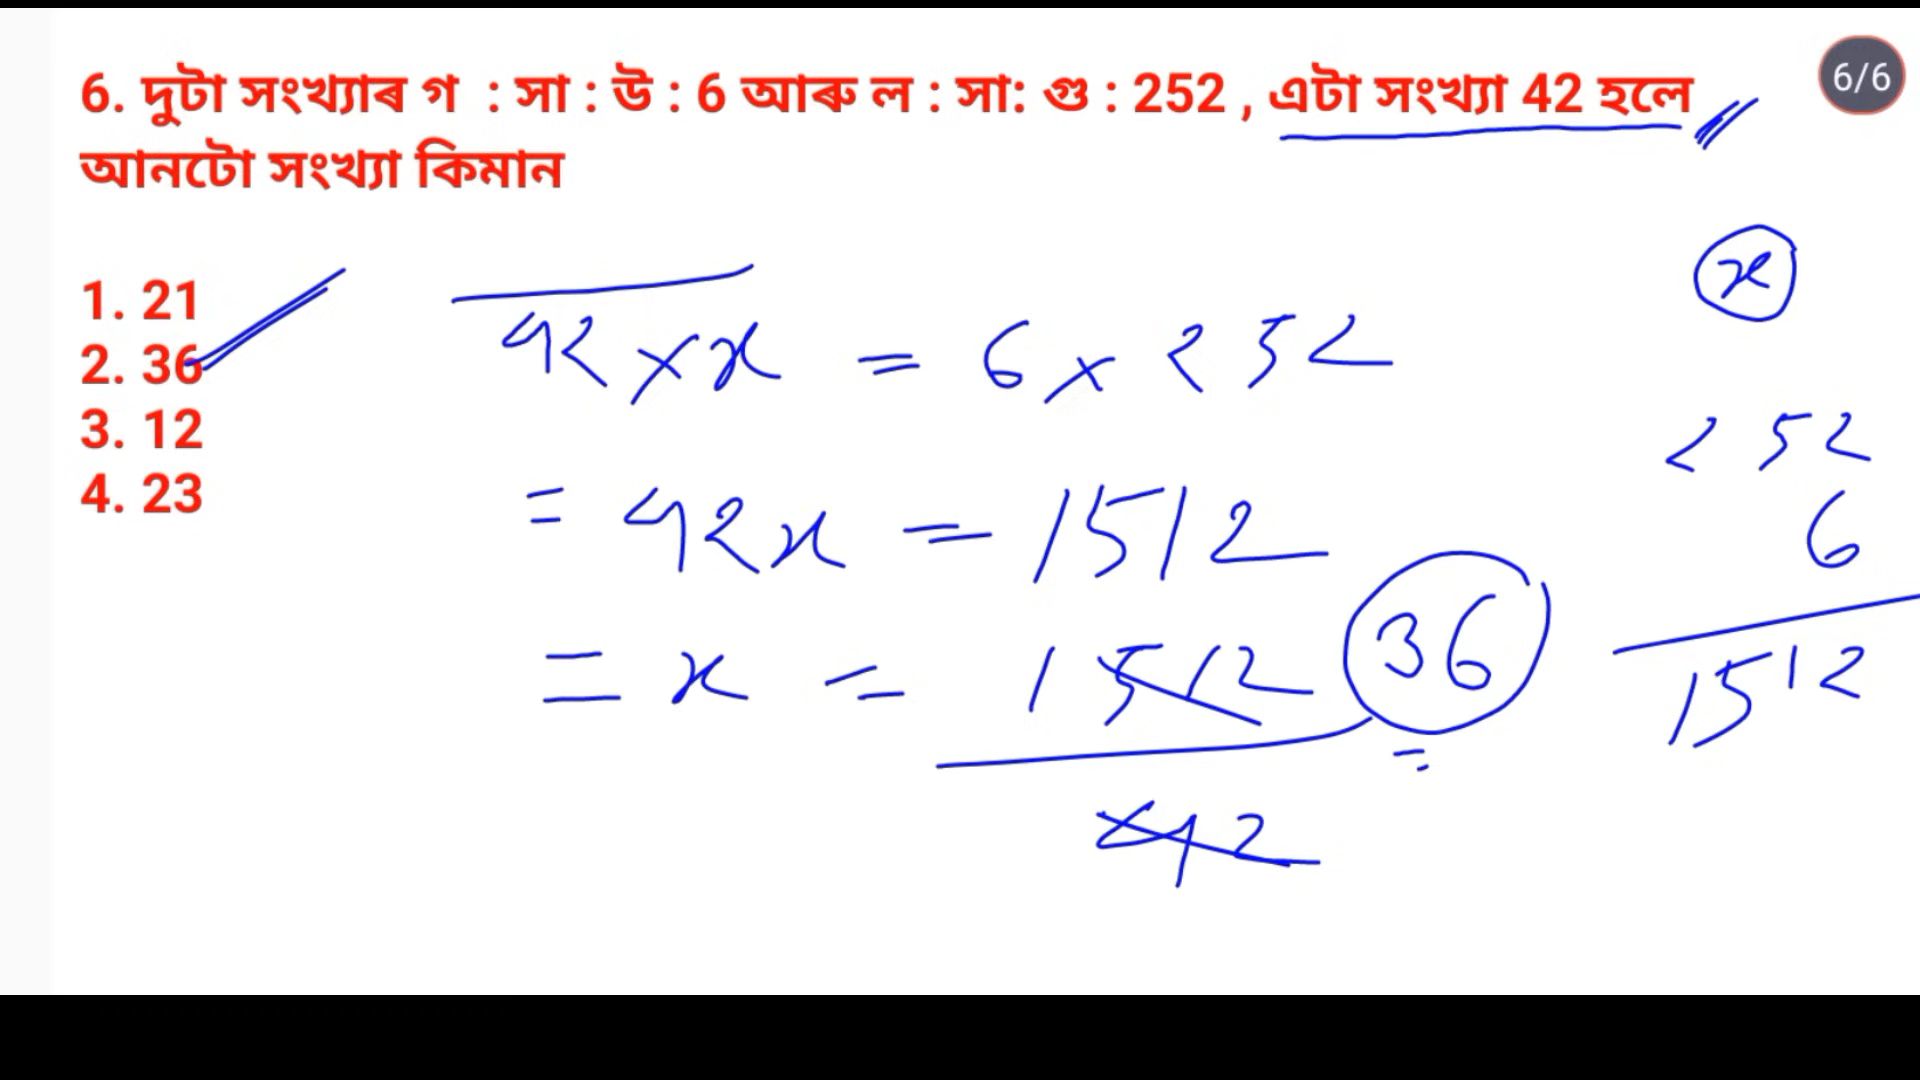 6. দুটা সংখ্যাৰ গ : সা : উ : 6 আৰু ল : সা: গু : 252 , এটা সংখ্যা 42 হলে
আনটো সংখ্যা কিমান
6/6
1. 21
2. 36
3. 12
4. 23
x
42 × x = 6 × 252
= 42x = 1512
= x = 1512 36
=
42
252
6
1512